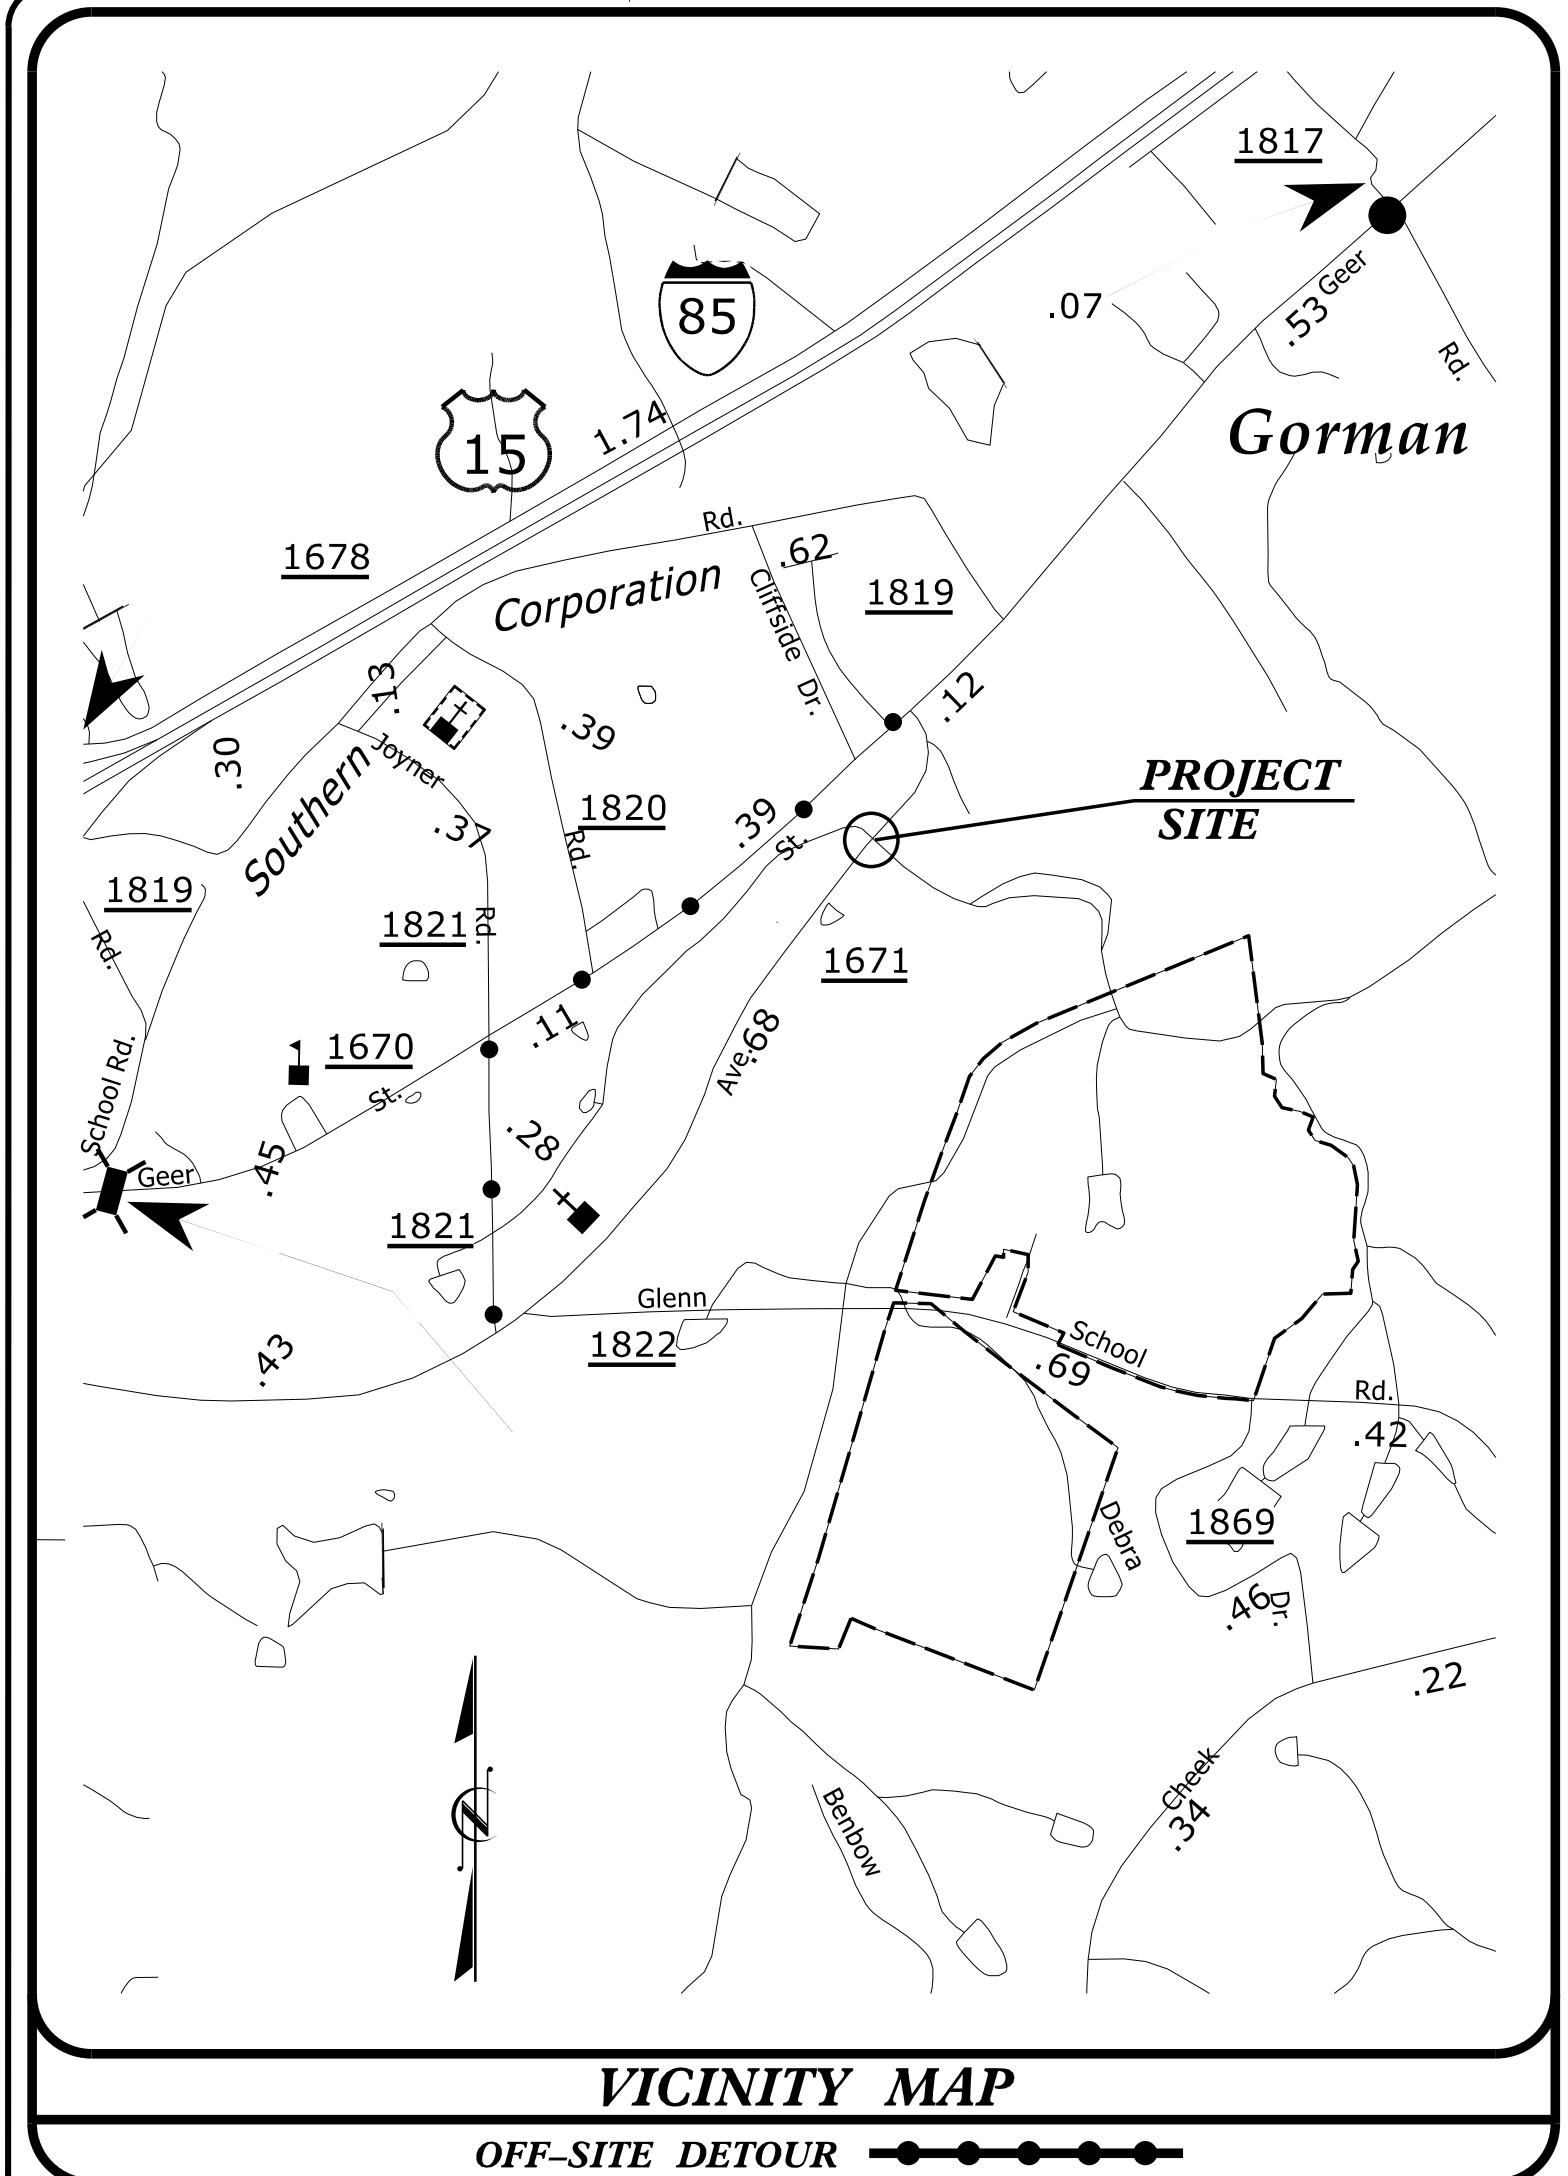 1817
.07
Geer
.53
85
Rd.
1.74
15
Gorman
Rd.
.62
1678
Corporation
Cliffside Dr.
1819
.13
.39
.12
Joyner
.30
Southern
PROJECT
SITE
.37
1820
.39
St.
Rd.
1819
1821
Rd.
Rd.
1671
.11
.68
Ave.
1670
School Rd.
St.
.28
.45
Geer
1821
Glenn
1822
School
.69
.43
Rd.
.42
Debra
1869
.46
Dr.
.22
Cheek
.34
Benbow
N
VICINITY MAP
OFF-SITE DETOUR